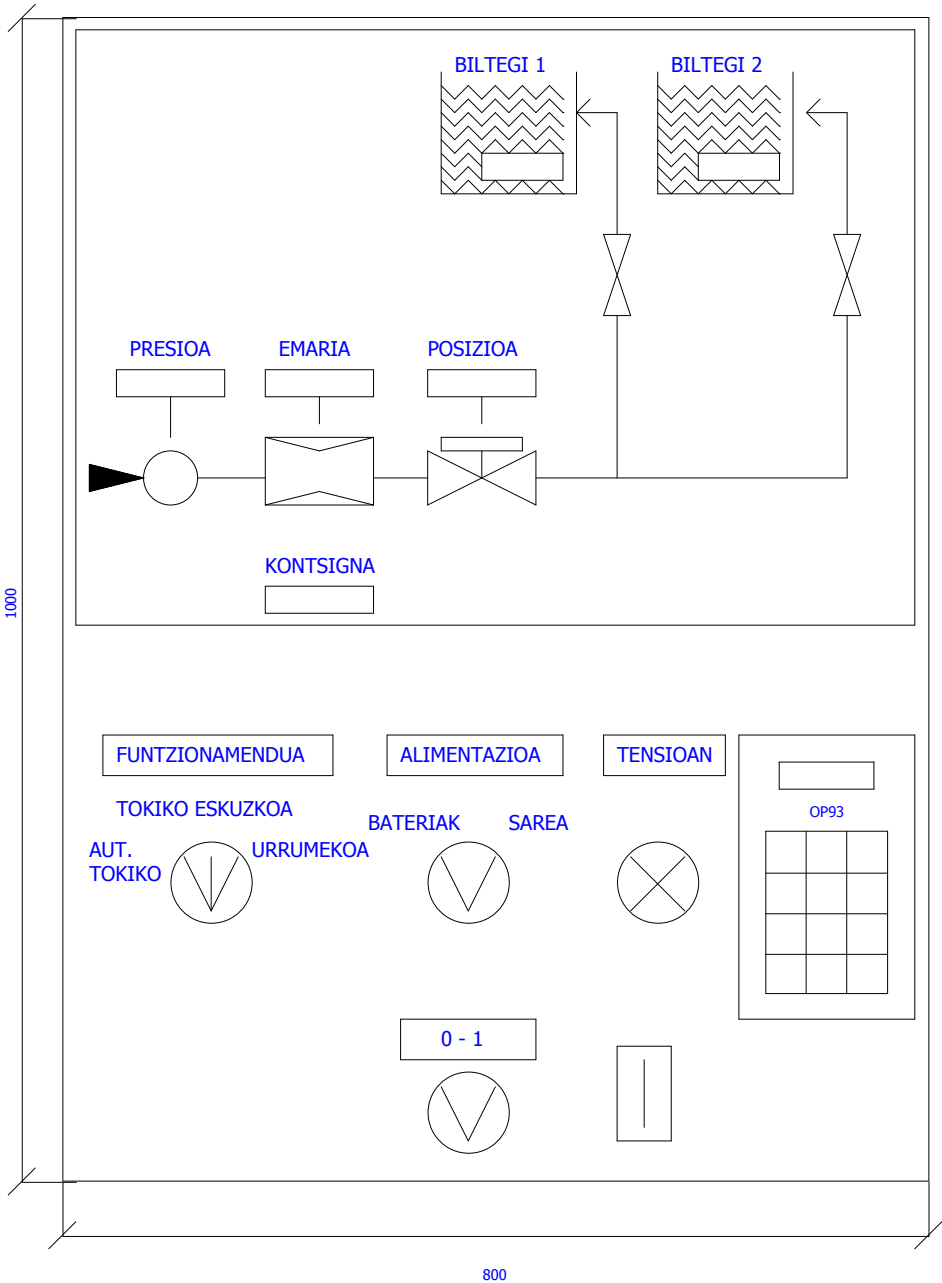 BILTEGI 1
BILTEGI 2
PRESIOA
EMARIA
POSIZIOA
KONTSIGNA
1000
FUNTZIONAMENDUA
ALIMENTAZIOA
TENSIOAN
OP93
TOKIKO ESKUZKOA
BATERIAK
SAREA
AUT.
TOKIKO
URRUMEKOA
0 - 1
800